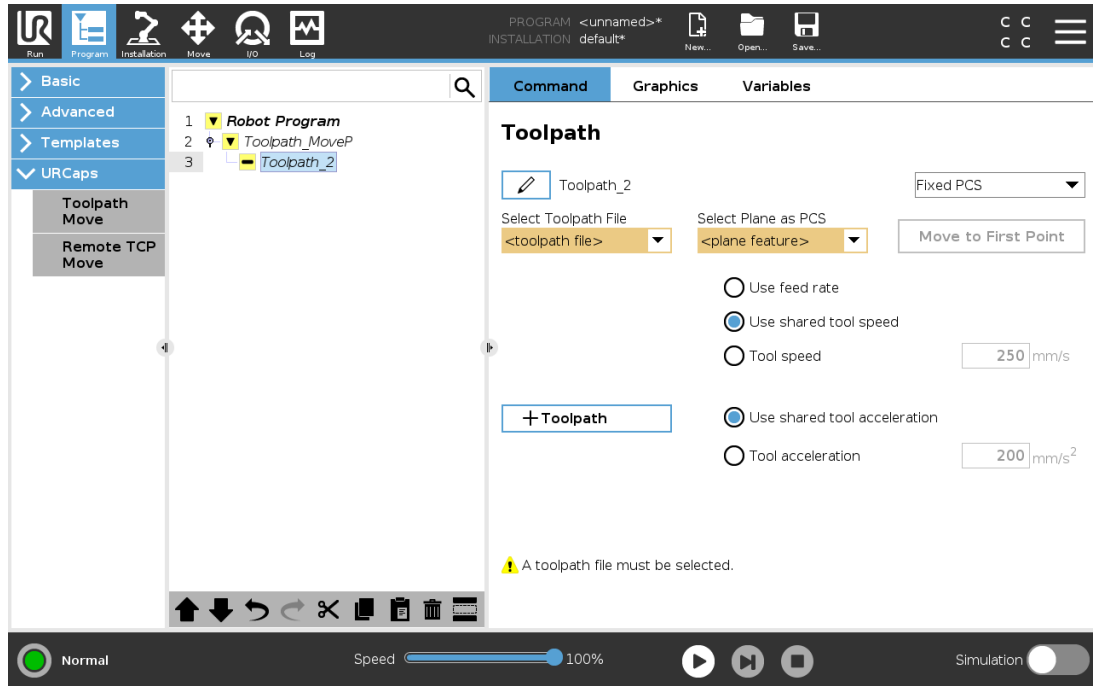 PROGRAM <unnamed>*
INSTALLATION default*
C C
C C
Run
Program
Installation
Move
I/O
Log
New...
Open...
Save...
Basic
Advanced
Templates
URCaps
Toolpath
Move
Remote TCP
Move
1 Robot Program
2 Toolpath_MoveP
3 Toolpath_2
Command Graphics Variables
Toolpath
Toolpath_2
Fixed PCS
Select Toolpath File
<toolpath file>
Select Plane as PCS
<plane feature>
Move to First Point
Use feed rate
Use shared tool speed
Tool speed 250 mm/s
+Toolpath
Use shared tool acceleration
Tool acceleration 200 mm/s²
A toolpath file must be selected.
Normal
Speed 100%
Simulation